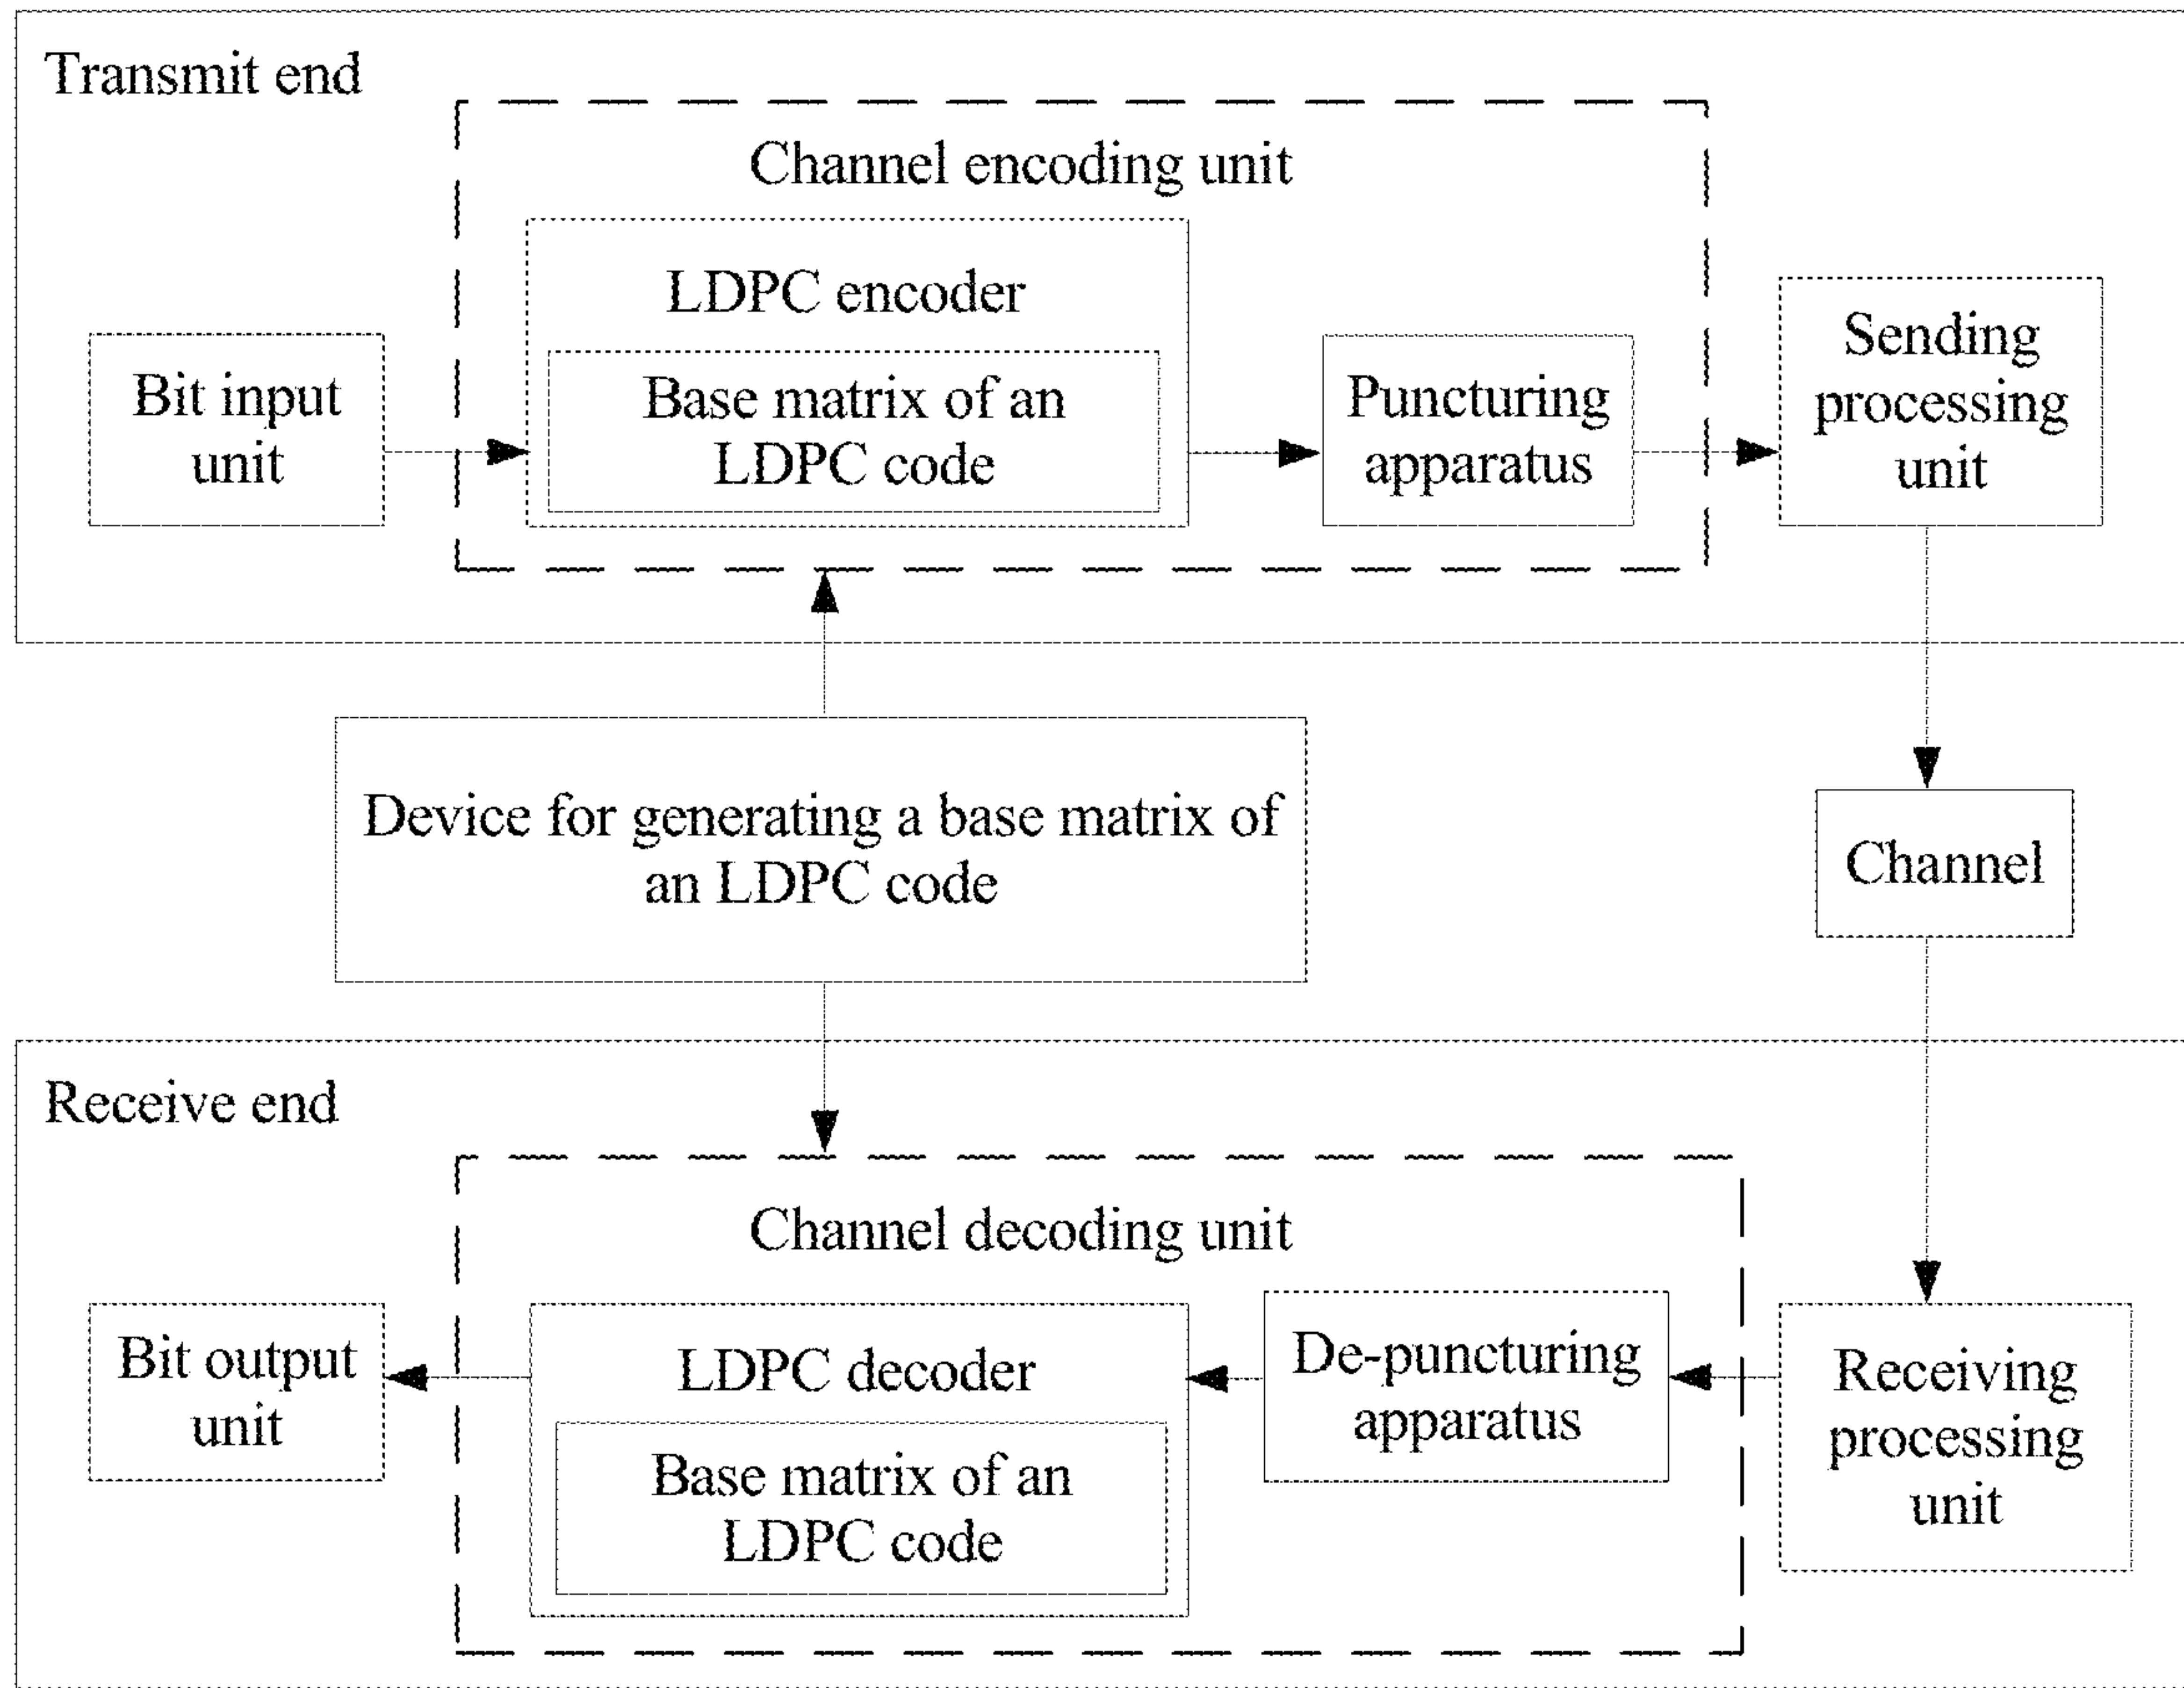 Transmit end
Channel encoding unit
LDPC encoder
Base matrix of an
LDPC code
Bit input
unit
Puncturing
apparatus
Sending
processing
unit
Device for generating a base matrix of
an LDPC code
Channel
Receive end
Channel decoding unit
Bit output
unit
LDPC decoder
Base matrix of an
LDPC code
De-puncturing
apparatus
Receiving
processing
unit